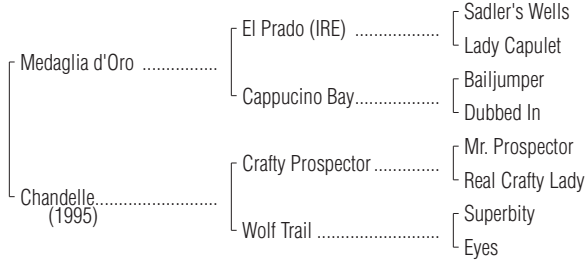 Sadler's Wells
El Prado (IRE) ..................
Lady Capulet
Medaglia d'Oro ................
Bailjumper
Cappucino Bay..................
Dubbed In
Mr. Prospector
Crafty Prospector ..............
Real Crafty Lady
Chandelle..........................
(1995)
Superbity
Wolf Trail ..........................
Eyes